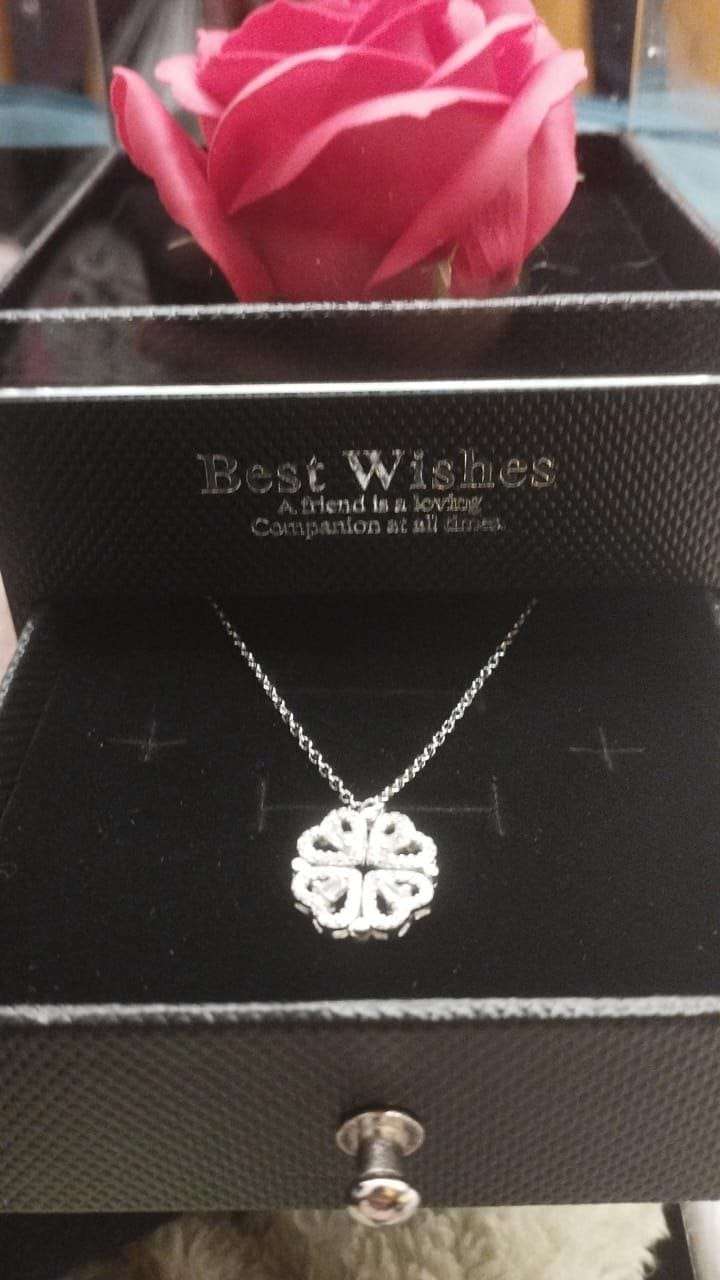 Best Wishes
A friend is a loving
Companion at all times.